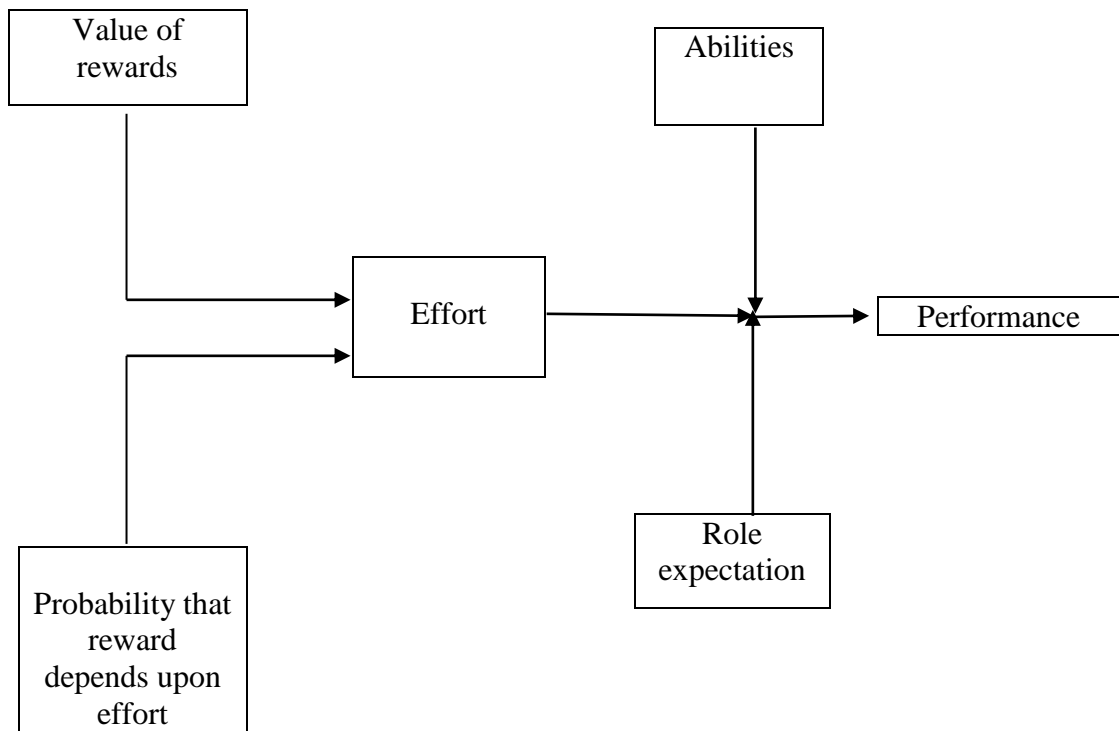 Value of
rewards
Abilities
Effort
Performance
Role
expectation
Probability that
reward
depends upon
effort